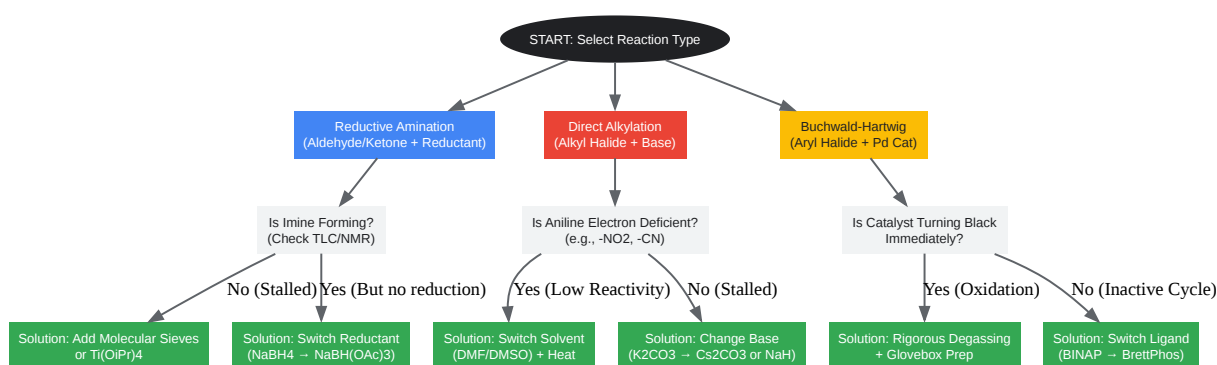 START: Select Reaction Type
Reductive Amination
(Aldehyde/Ketone + Reductant)
Direct Alkylation
(Alkyl Halide + Base)
Buchwald-Hartwig
(Aryl Halide + Pd Cat)
Is Imine Forming?
(Check TLC/NMR)
Is Aniline Electron Deficient?
(e.g., -NO2, -CN)
Is Catalyst Turning Black
Immediately?
No (Stalled)
Yes (But no reduction)
Yes (Low Reactivity)
No (Stalled)
Yes (Oxidation)
No (Inactive Cycle)
Solution: Add Molecular Sieves
or Ti(OiPr)4
Solution: Switch Reductant
(NaBH4 → NaBH(OAc)3)
Solution: Switch Solvent
(DMF/DMSO) + Heat
Solution: Change Base
(K2CO3 → Cs2CO3 or NaH)
Solution: Rigorous Degassing
+ Glovebox Prep
Solution: Switch Ligand
(BINAP → BrettPhos)